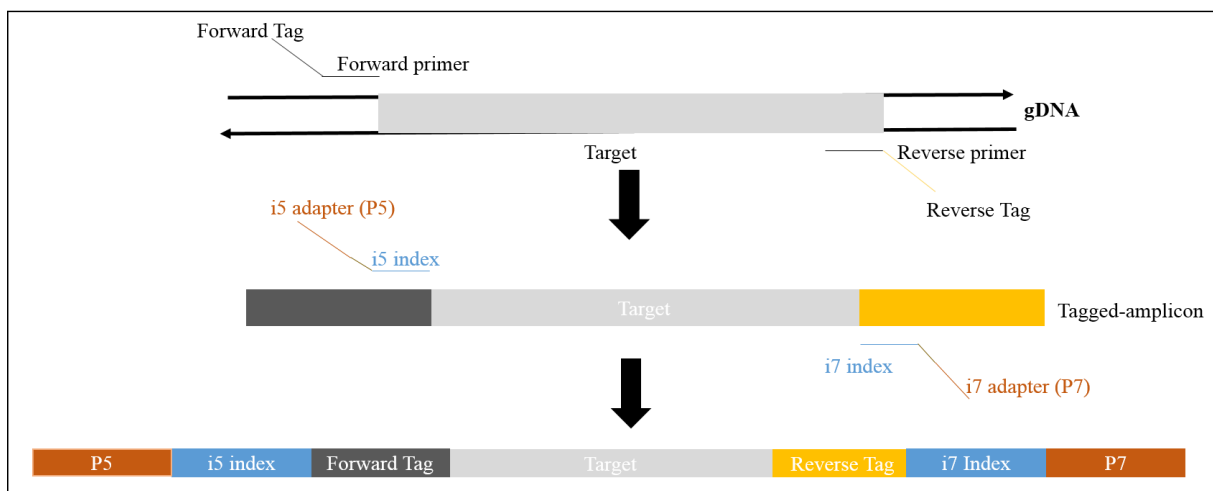 Forward Tag
Forward primer
gDNA
Target
Reverse primer
Reverse Tag
i5 adapter (P5)
i5 index
Target
Tagged-amplicon
i7 index
i7 adapter (P7)
P5 i5 index Forward Tag Target Reverse Tag i7 Index P7